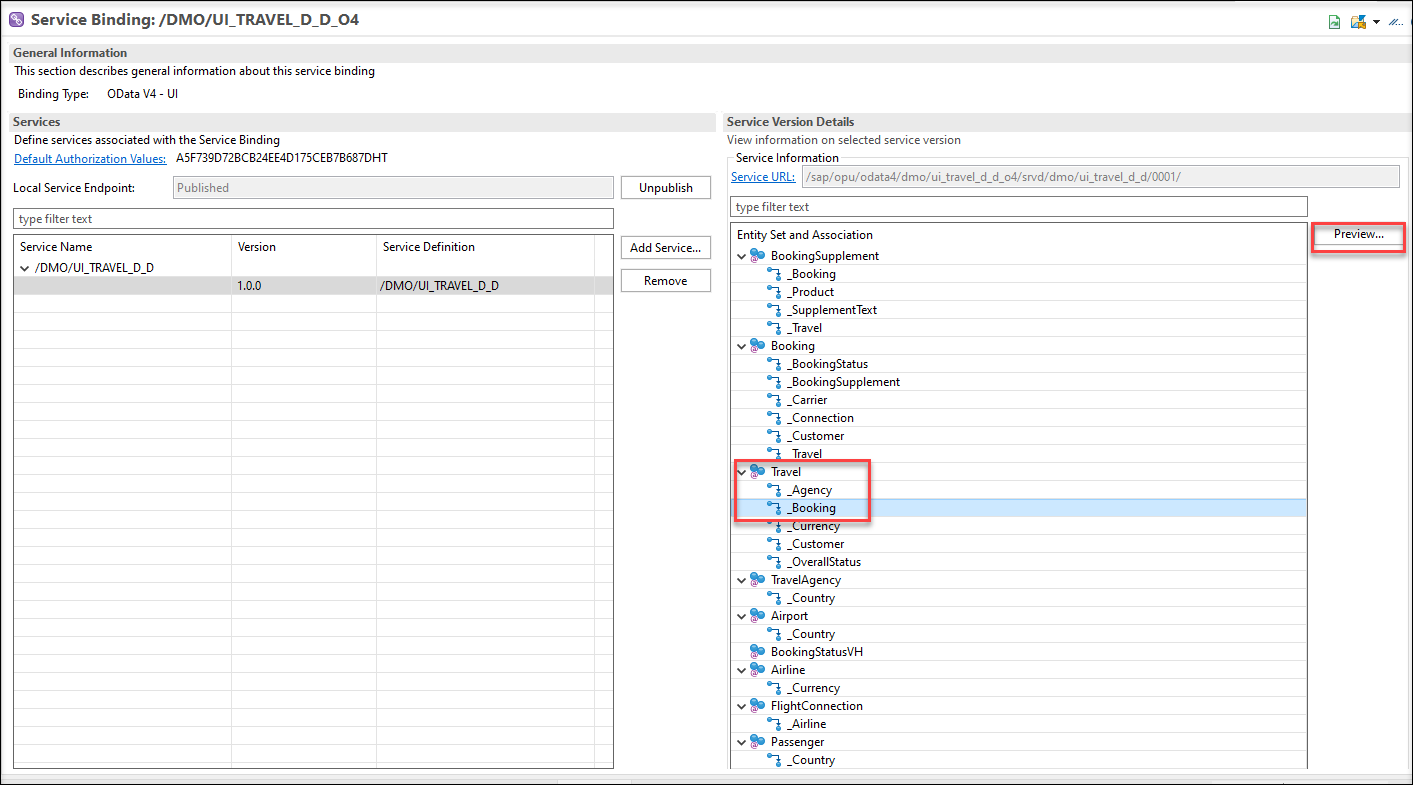 Service Binding: /DMO/UI_TRAVEL_D_D_O4
General Information
This section describes general information about this service binding
Binding Type: OData V4 - UI
Services
Define services associated with the Service Binding
Default Authorization Values: A5F739D72BCB24EE4D175CEB7B687DHT
Local Service Endpoint: Published Unpublish
type filter text
Service Name Version Service Definition Add Service...
/DMO/UI_TRAVEL_D_D
1.0.0 /DMO/UI_TRAVEL_D_D Remove
Service Version Details
View information on selected service version
Service Information
Service URL: /sap/opu/odata4/dmo/ui_travel_d_d_o4/srvd/dmo/ui_travel_d_d/0001/
type filter text
Entity Set and Association Preview...
BookingSupplement
_Booking
_Product
_SupplementText
_Travel
Booking
_BookingStatus
_BookingSupplement
_Carrier
_Connection
_Customer
_Travel
Travel
_Agency
_Booking
_Currency
_Customer
_OverallStatus
TravelAgency
_Country
Airport
_Country
BookingStatusVH
Airline
_Currency
FlightConnection
_Airline
Passenger
_Country